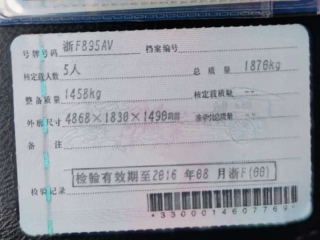 号牌号码 浙F895AV 档案编号
核定载人数 5人 总质量 1870kg
整备质量 1458kg 核定载质量 --
外廓尺寸 4868×1830×1490mm 准牵引总质量 --
备注
检验记录 检验有效期至2016年08月浙F(00)
*3300014607769*